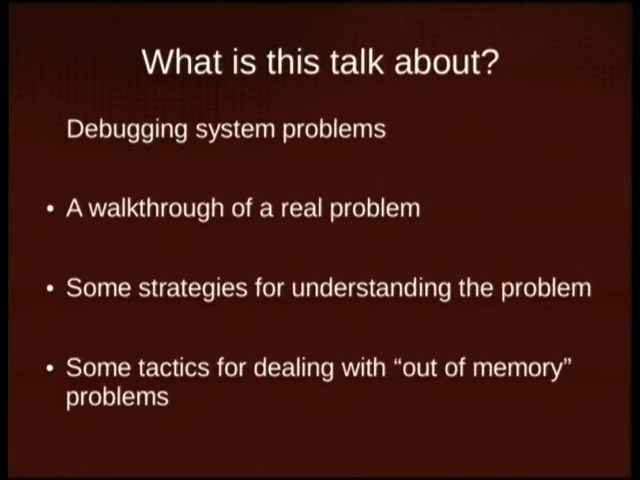 What is this talk about?
Debugging system problems
• A walkthrough of a real problem
• Some strategies for understanding the problem
• Some tactics for dealing with “out of memory”
problems